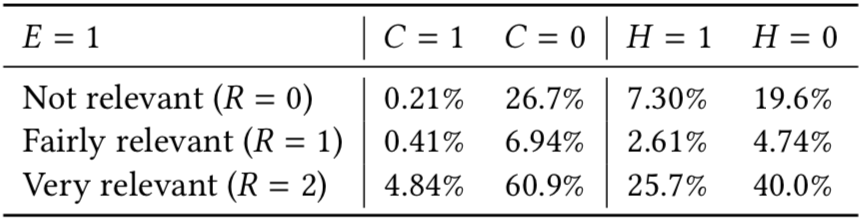 E = 1 C = 1 C = 0 H = 1 H = 0
Not relevant (R = 0) 0.21% 26.7% 7.30% 19.6%
Fairly relevant (R = 1) 0.41% 6.94% 2.61% 4.74%
Very relevant (R = 2) 4.84% 60.9% 25.7% 40.0%